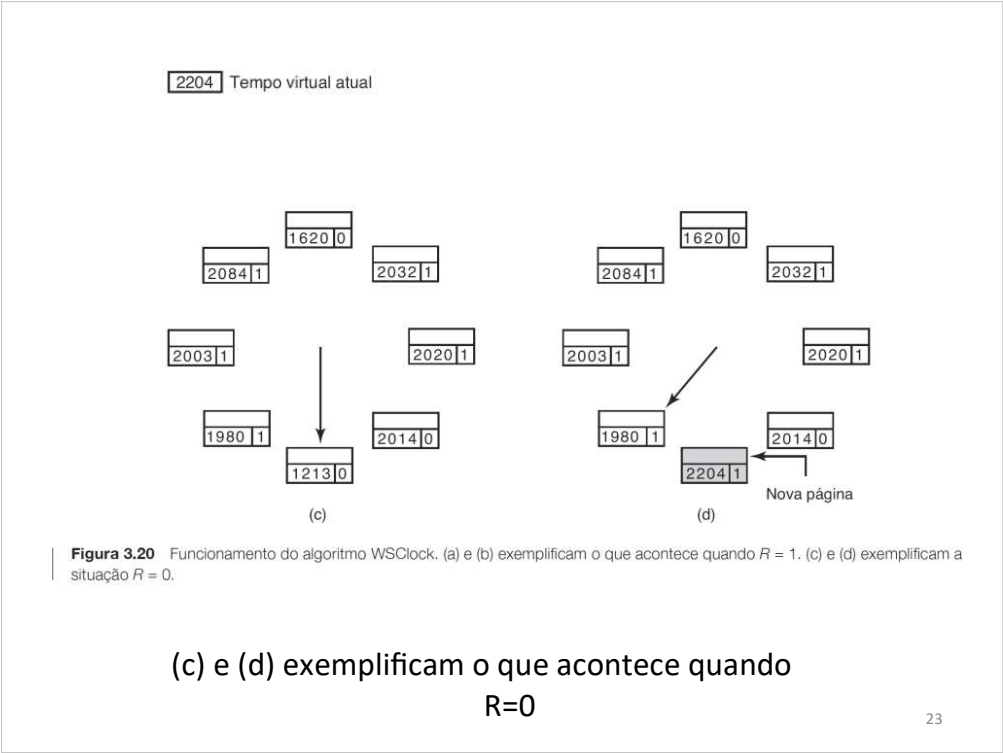 2204 Tempo virtual atual
1620 0
2084 1
2032 1
2003 1
2020 1
1980 1
2014 0
1213 0
(c)
1620 0
2084 1
2032 1
2003 1
2020 1
1980 1
2014 0
2204 1
Nova página
(d)
Figura 3.20 Funcionamento do algoritmo WSClock. (a) e (b) exemplificam o que acontece quando R = 1. (c) e (d) exemplificam a
situação R = 0.
(c) e (d) exemplificam o que acontece quando
R=0
23